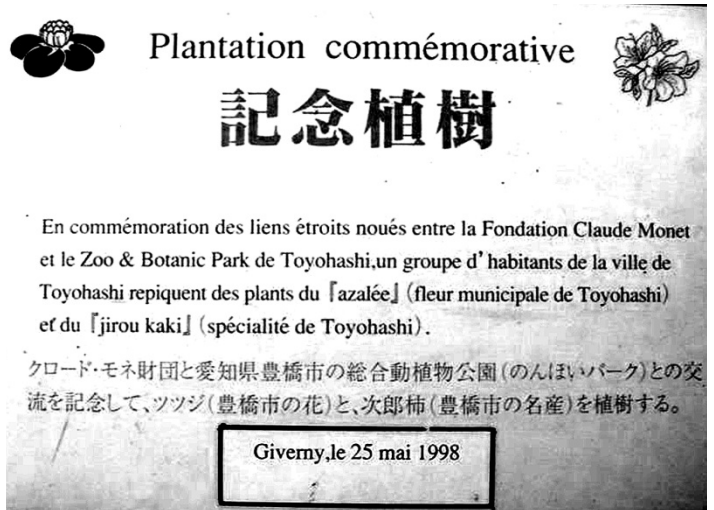 Plantation commémorative
記念植樹
En commémoration des liens étroits noués entre la Fondation Claude Monet
et le Zoo & Botanic Park de Toyohashi,un groupe d'habitants de la ville de
Toyohashi repiquent des plants du『azalée』(fleur municipale de Toyohashi)
et du『jirou kaki』(spécialité de Toyohashi).
クロード・モネ財団と愛知県豊橋市の総合動植物公園(のんほいパーク)との交
流を記念して、ツツジ(豊橋市の花)と、次郎柿(豊橋市の名産)を植樹する。
Giverny,le 25 mai 1998